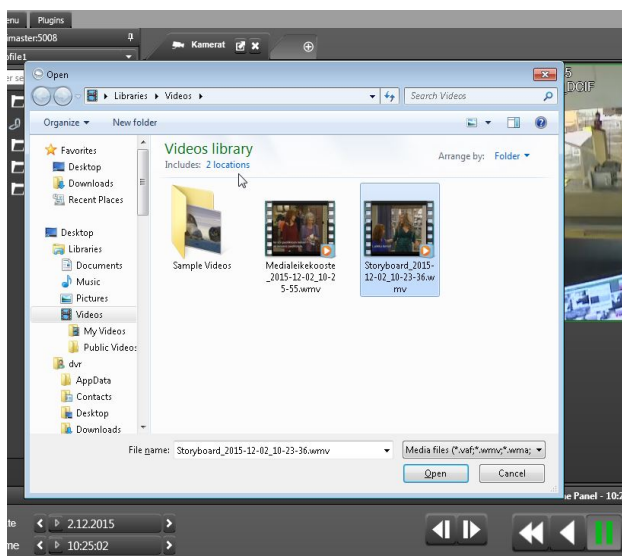 enu Plugins
master:5008
Kamerat
ofile1
Open
Libraries ▸ Videos ▸
Search Videos
_DCIF
Organize New folder
Videos library
Includes: 2 locations
Arrange by: Folder
Favorites
Desktop
Downloads
Recent Places
Desktop
Libraries
Documents
Music
Pictures
Videos
My Videos
Public Videos
dvr
AppData
Contacts
Desktop
Downloads
Sample Videos
Medialeikekooste
_2015-12-02_10-2
5-55.wmv
Storyboard_2015-
12-02_10-23-36.w
mv
File name: Storyboard_2015-12-02_10-23-36.wmv
Media files (*.vaf;*.wmv;*.wma;
Open Cancel
e Panel - 10:2
te 2.12.2015
me 10:25:02